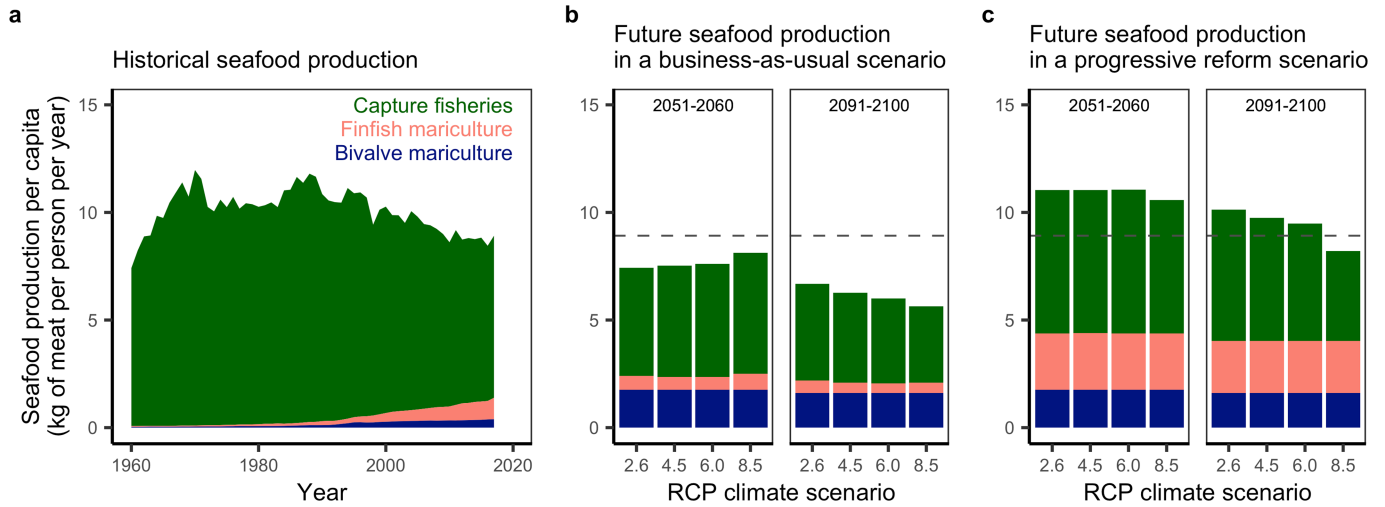 a
Historical seafood production
Seafood production per capita
(kg of meat per person per year)
15
10
5
0
Capture fisheries
Finfish mariculture
Bivalve mariculture
1960
1980
2000
2020
Year
b
Future seafood production
in a business-as-usual scenario
15
10
5
0
2051-2060
2091-2100
2.6 4.5 6.0 8.5
2.6 4.5 6.0 8.5
RCP climate scenario
c
Future seafood production
in a progressive reform scenario
15
10
5
0
2051-2060
2091-2100
2.6 4.5 6.0 8.5
2.6 4.5 6.0 8.5
RCP climate scenario